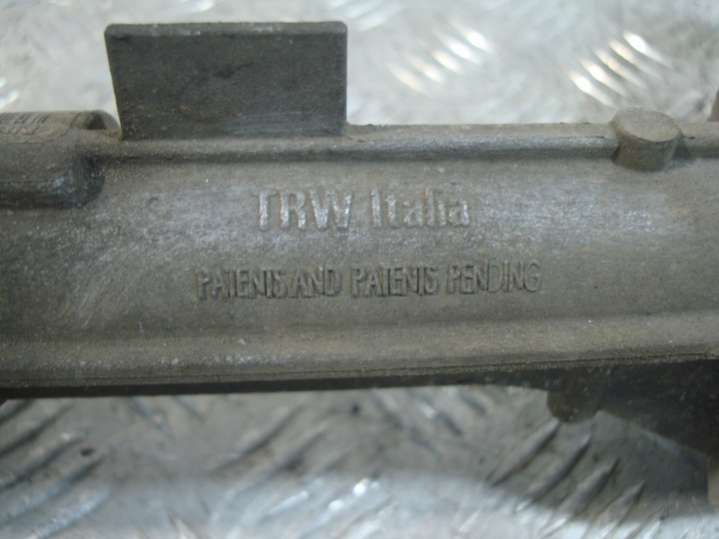 TRW Italia
PATENTS AND PATENTS PENDING